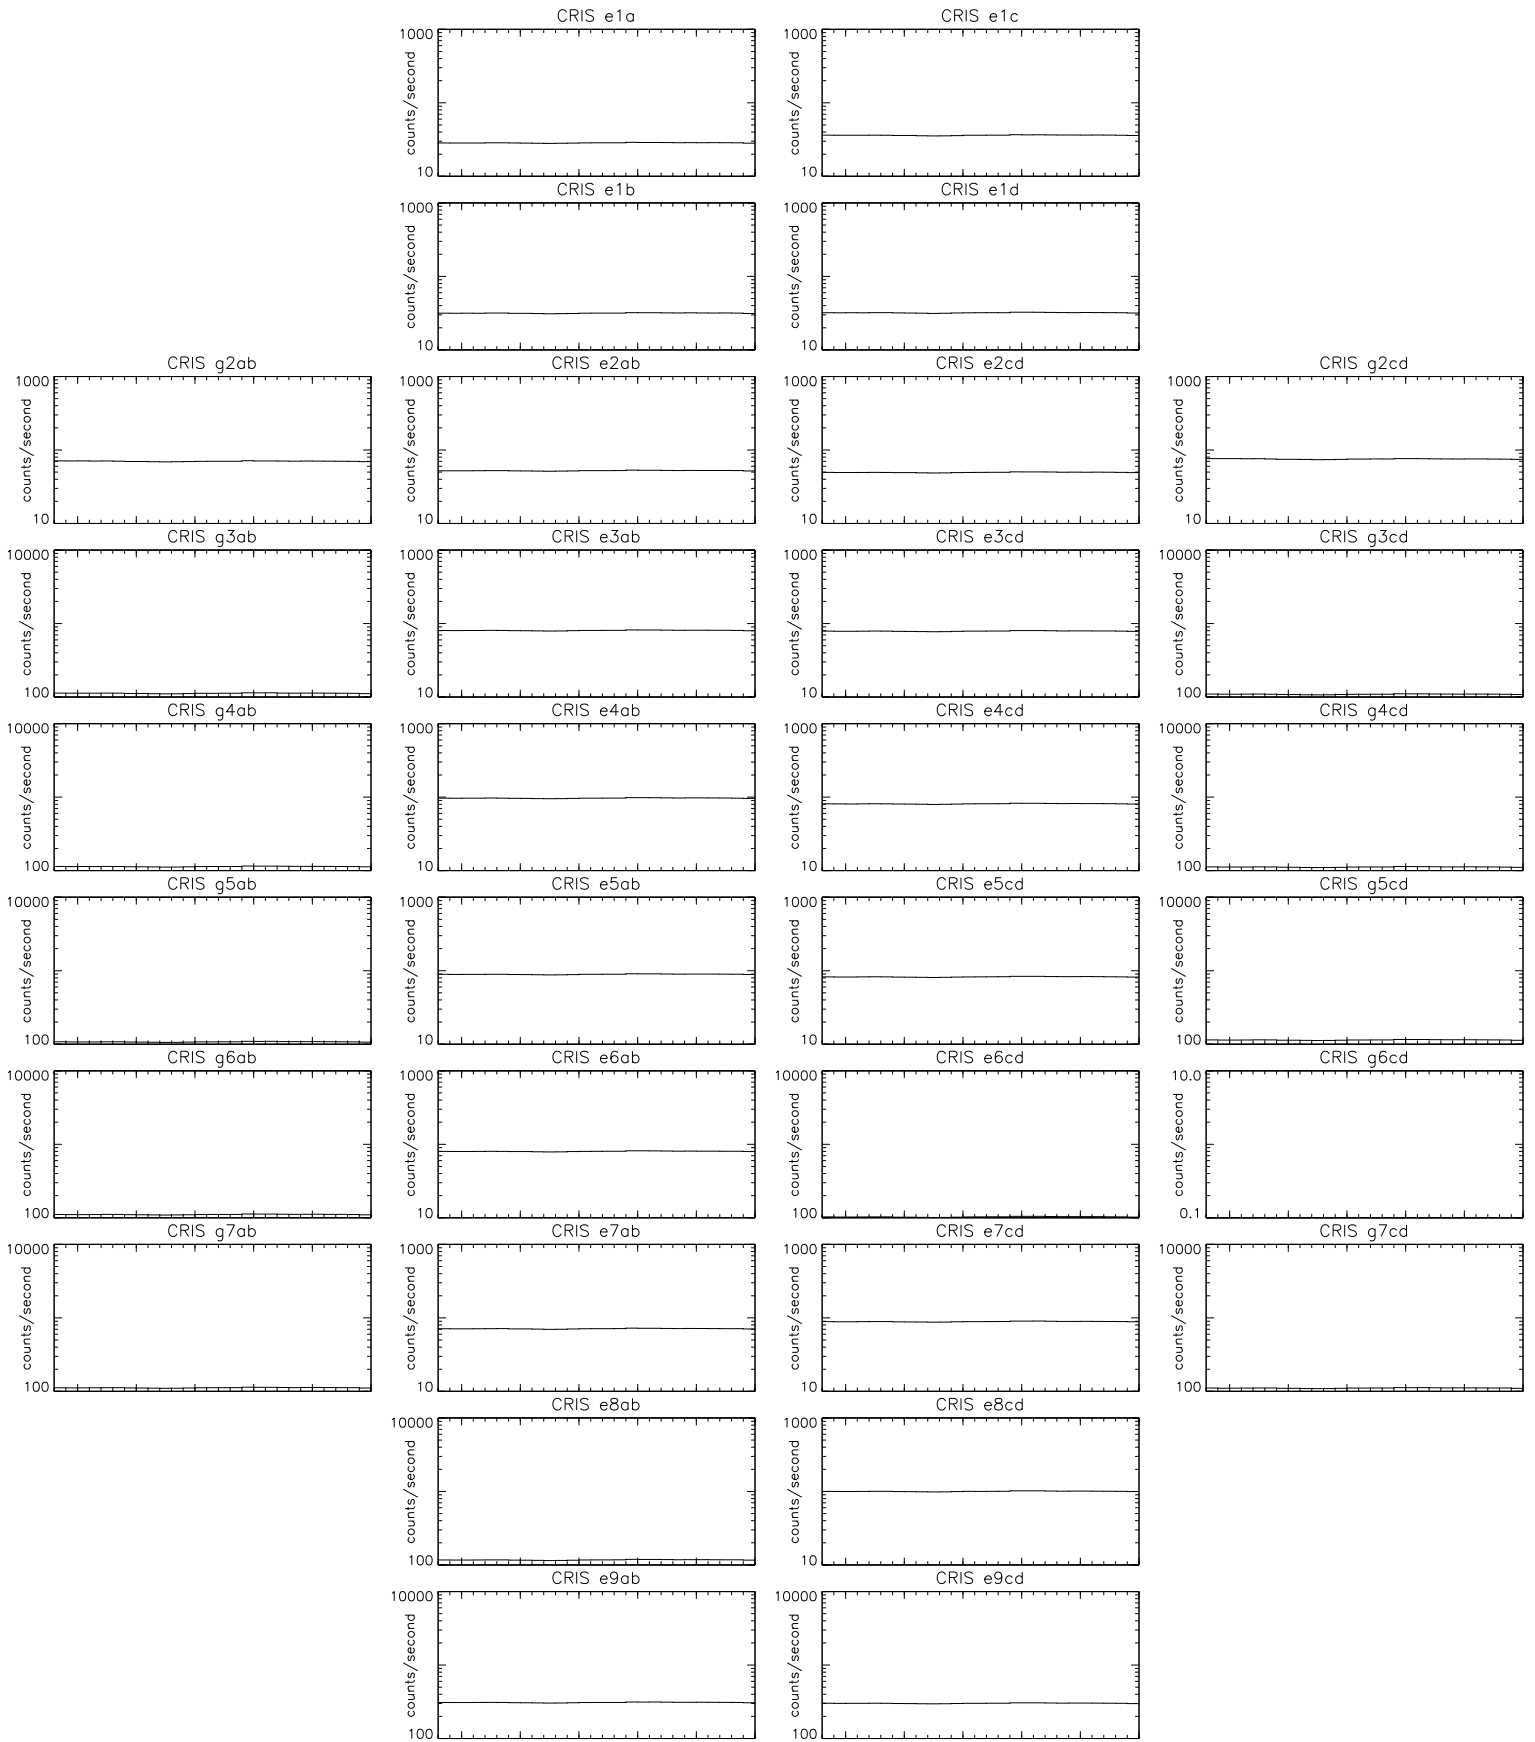 CRIS e1a
1000
counts/second
10
CRIS e1c
1000
counts/second
10
CRIS e1b
1000
counts/second
10
CRIS e1d
1000
counts/second
10
CRIS g2ab
1000
counts/second
10
CRIS e2ab
1000
counts/second
10
CRIS e2cd
1000
counts/second
10
CRIS g2cd
1000
counts/second
10
CRIS g3ab
10000
counts/second
100
CRIS e3ab
1000
counts/second
10
CRIS e3cd
1000
counts/second
10
CRIS g3cd
10000
counts/second
100
CRIS g4ab
10000
counts/second
100
CRIS e4ab
1000
counts/second
10
CRIS e4cd
1000
counts/second
10
CRIS g4cd
10000
counts/second
100
CRIS g5ab
10000
counts/second
100
CRIS e5ab
1000
counts/second
10
CRIS e5cd
1000
counts/second
10
CRIS g5cd
10000
counts/second
100
CRIS g6ab
10000
counts/second
100
CRIS e6ab
1000
counts/second
10
CRIS e6cd
10000
counts/second
100
CRIS g6cd
10.0
counts/second
0.1
CRIS g7ab
10000
counts/second
100
CRIS e7ab
1000
counts/second
10
CRIS e7cd
1000
counts/second
10
CRIS g7cd
10000
counts/second
100
CRIS e8ab
10000
counts/second
100
CRIS e8cd
1000
counts/second
10
CRIS e9ab
10000
counts/second
100
CRIS e9cd
10000
counts/second
100